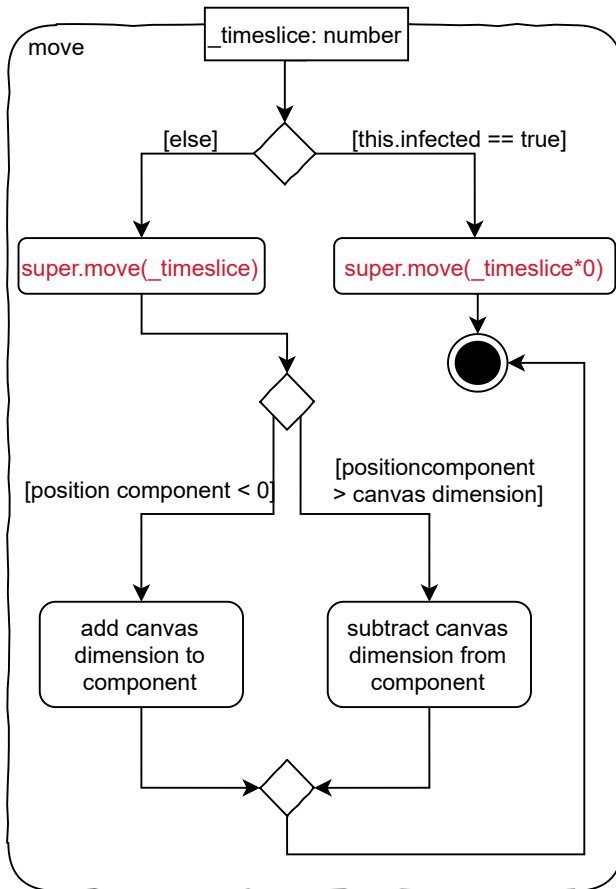 _timeslice: number
move
[else]
[this.infected == true]
super.move(_timeslice)
super.move(_timeslice*0)
[position component < 0]
[positioncomponent
> canvas dimension]
add canvas
dimension to
component
subtract canvas
dimension from
component